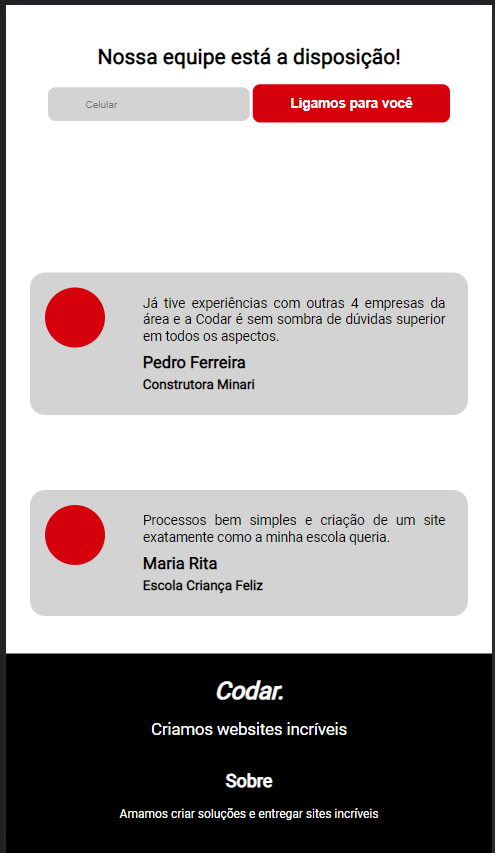 Nossa equipe está a disposição!
Celular
Ligamos para você
Já tive experiências com outras 4 empresas da
área e a Codar é sem sombra de dúvidas superior
em todos os aspectos.
Pedro Ferreira
Construtora Minari
Processos bem simples e criação de um site
exatamente como a minha escola queria.
Maria Rita
Escola Criança Feliz
Codar.
Criamos websites incríveis
Sobre
Amamos criar soluções e entregar sites incríveis